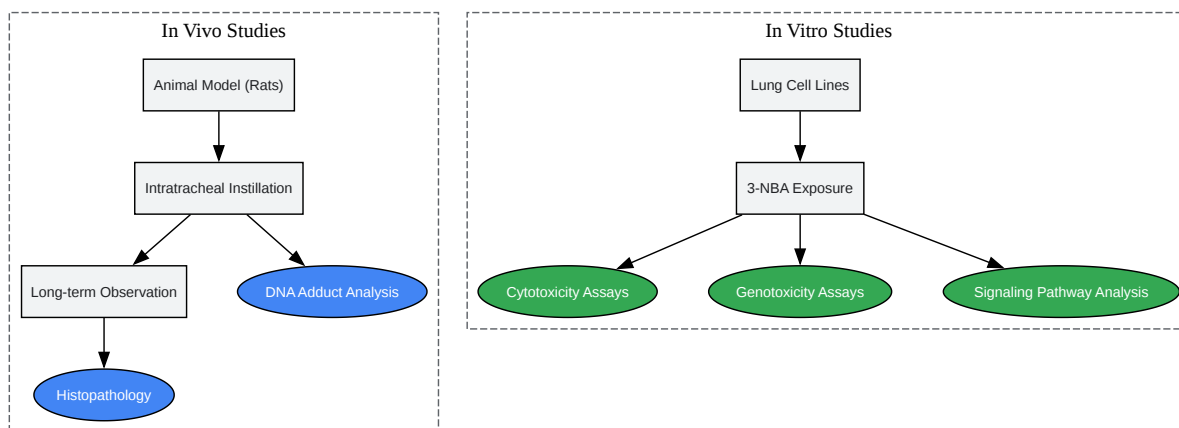 In Vivo Studies
Animal Model (Rats)
Intratracheal Instillation
Long-term Observation
DNA Adduct Analysis
Histopathology
In Vitro Studies
Lung Cell Lines
3-NBA Exposure
Cytotoxicity Assays
Genotoxicity Assays
Signaling Pathway Analysis